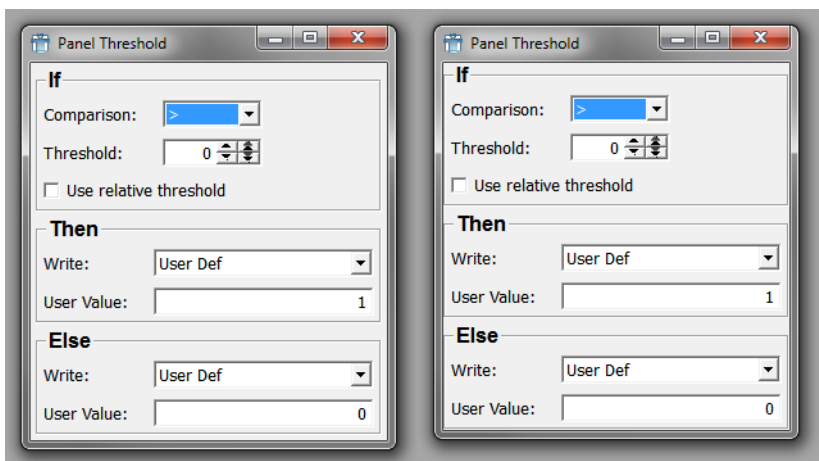 Panel Threshold
If
Comparison: >
Threshold: 0
Use relative threshold
Then
Write: User Def
User Value: 1
Else
Write: User Def
User Value: 0
Panel Threshold
If
Comparison: >
Threshold: 0
Use relative threshold
Then
Write: User Def
User Value: 1
Else
Write: User Def
User Value: 0